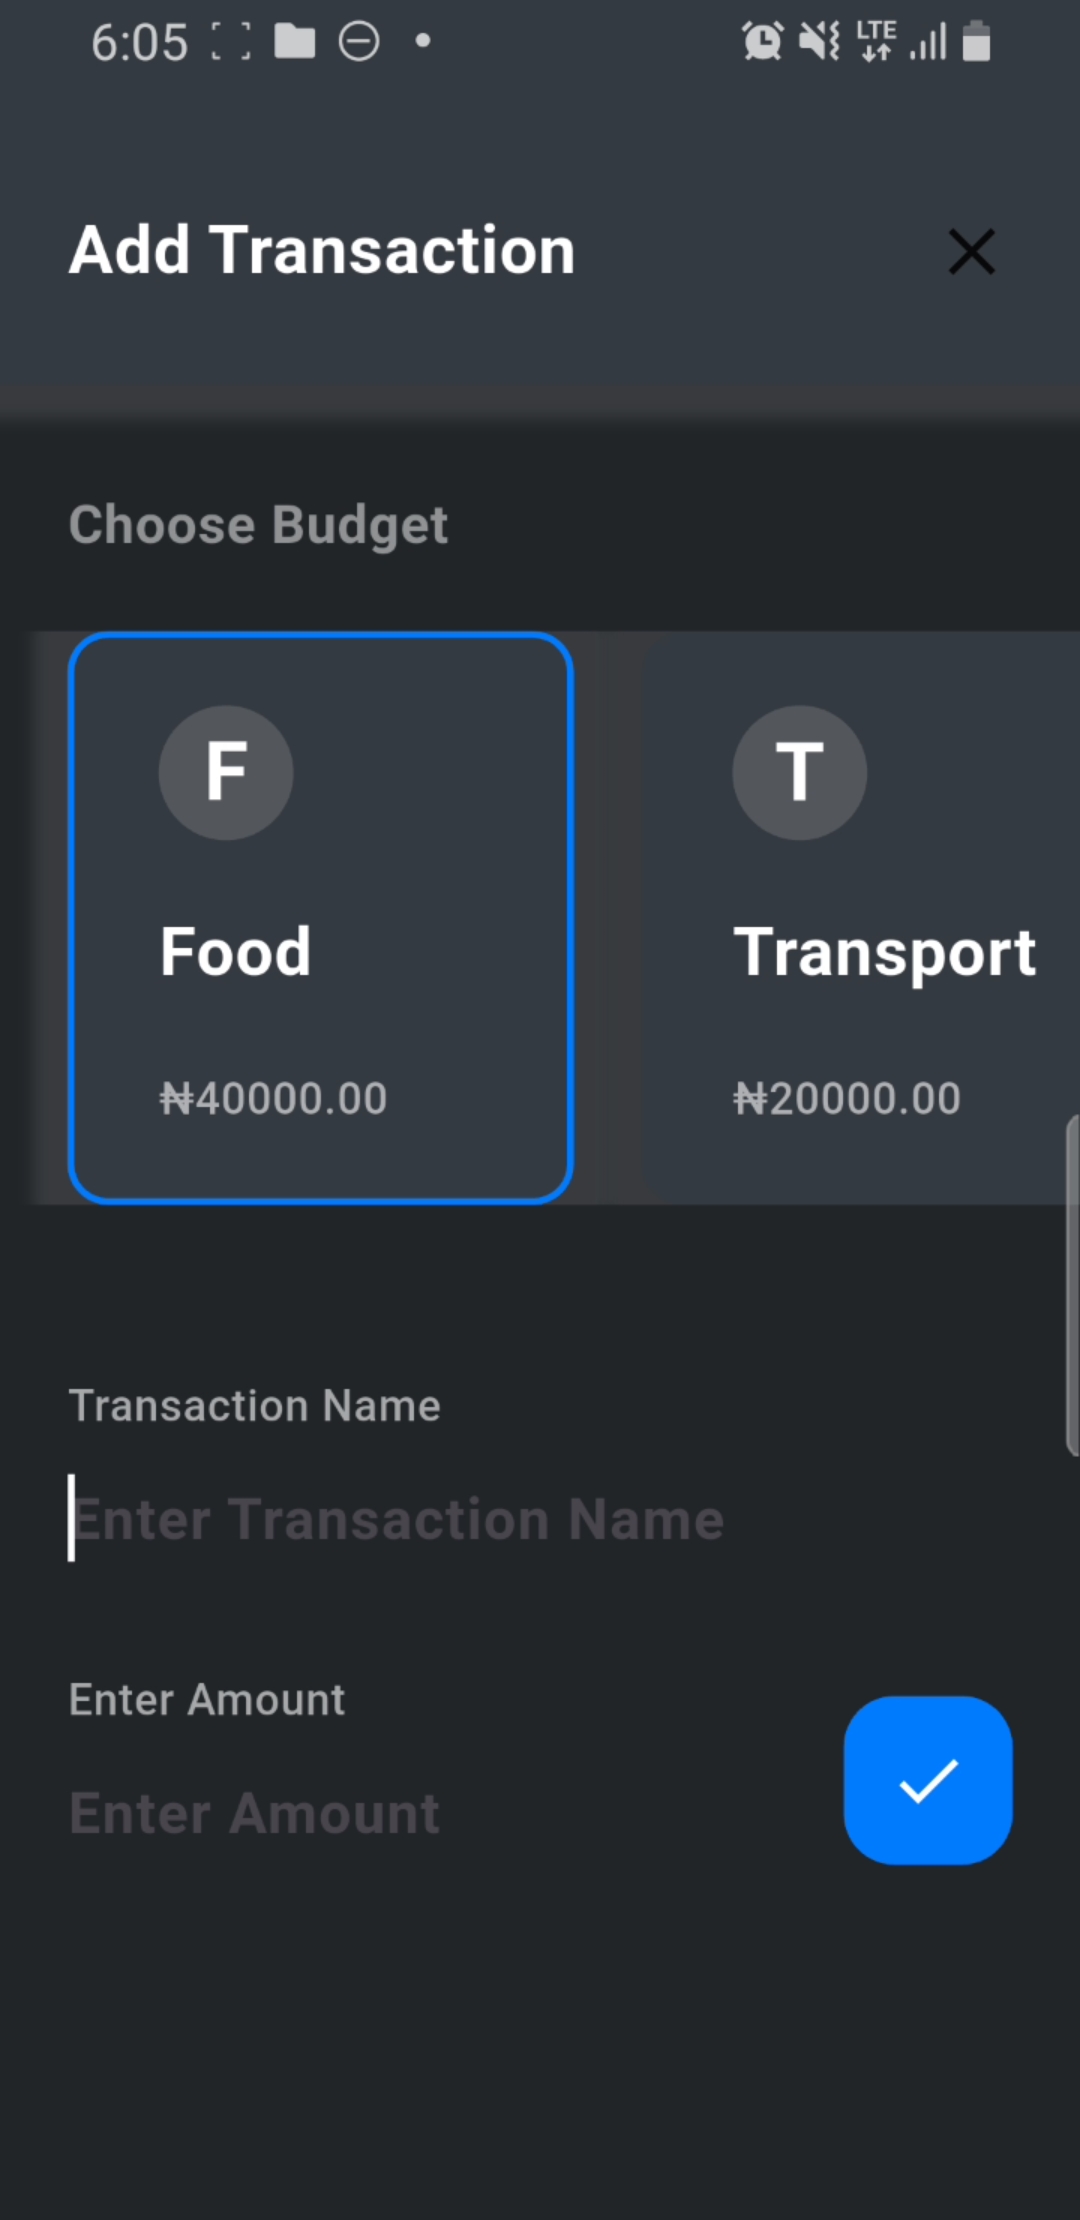 6:05 LTE
Add Transaction
Choose Budget
F T
Food Transport
₦40000.00 ₦20000.00
Transaction Name
Enter Transaction Name
Enter Amount
Enter Amount